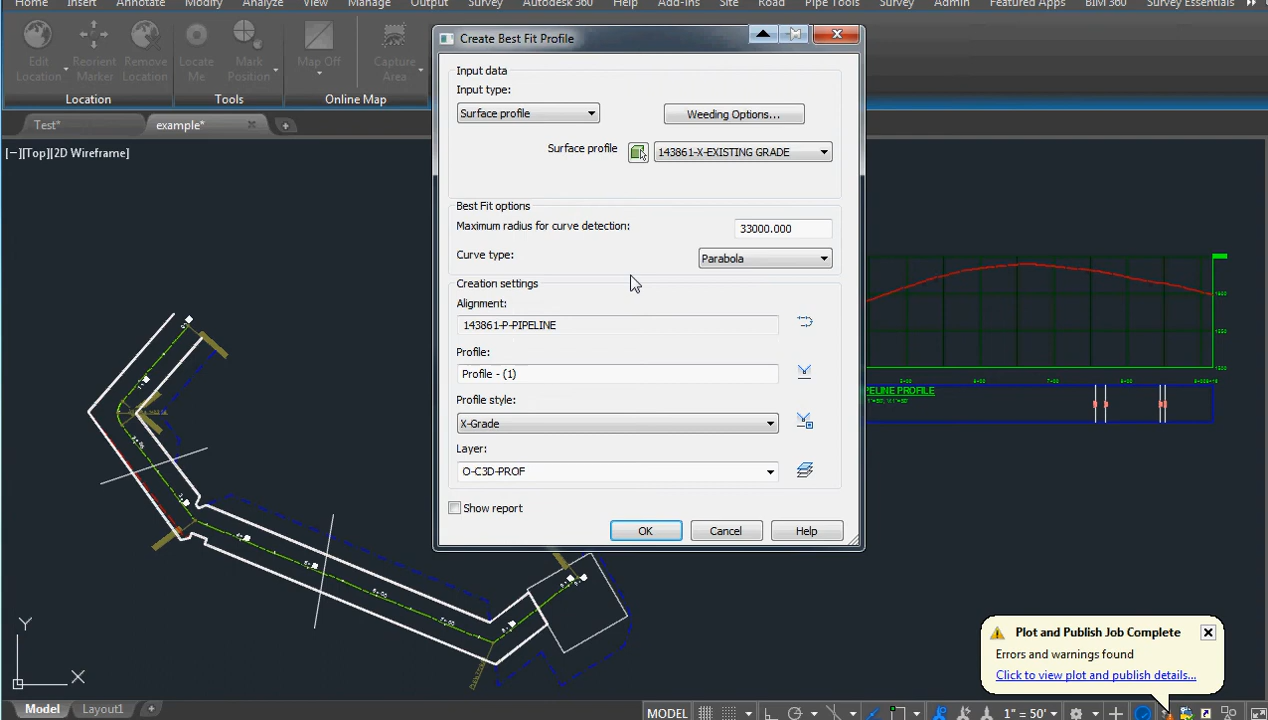 Home Insert Annotate Modify Analyze View Manage Output Survey Autodesk 360 Help Add-ins Site Road Pipe Tools Survey Admin Featured Apps BIM 360 Survey Essentials
Edit Location Reorient Marker Remove Location
Locate Me Mark Position
Map Off Capture Area
Location Tools Online Map
Test* example*
[−][Top][2D Wireframe]
Create Best Fit Profile
Input data
Input type:
Surface profile Weeding Options...
Surface profile 143861-X-EXISTING GRADE
Best Fit options
Maximum radius for curve detection: 33000.000
Curve type: Parabola
Creation settings
Alignment:
143861-P-PIPELINE
Profile:
Profile - (1)
Profile style:
X-Grade
Layer:
O-C3D-PROF
Show report
OK Cancel Help
PELINE PROFILE
Y
X
Plot and Publish Job Complete
Errors and warnings found
Click to view plot and publish details...
Model Layout1
MODEL 1" = 50'